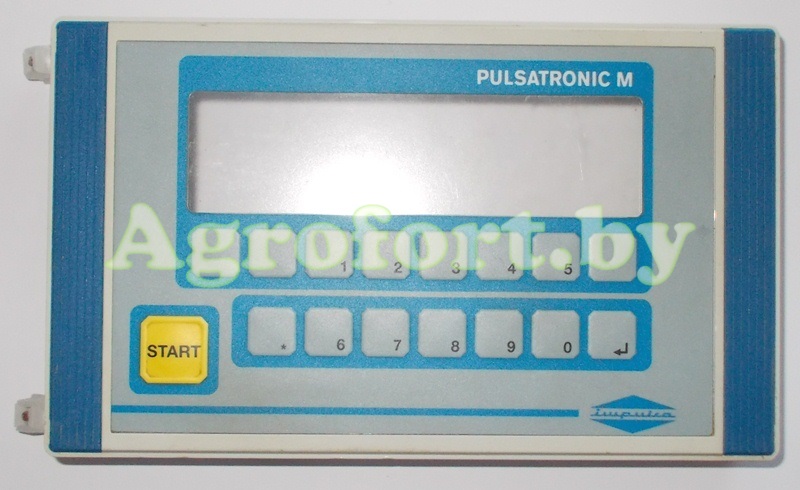 PULSATRONIC M
Agrofort.by
1 2 3 4 5
START
* 6 7 8 9 0 ↵
impulsa